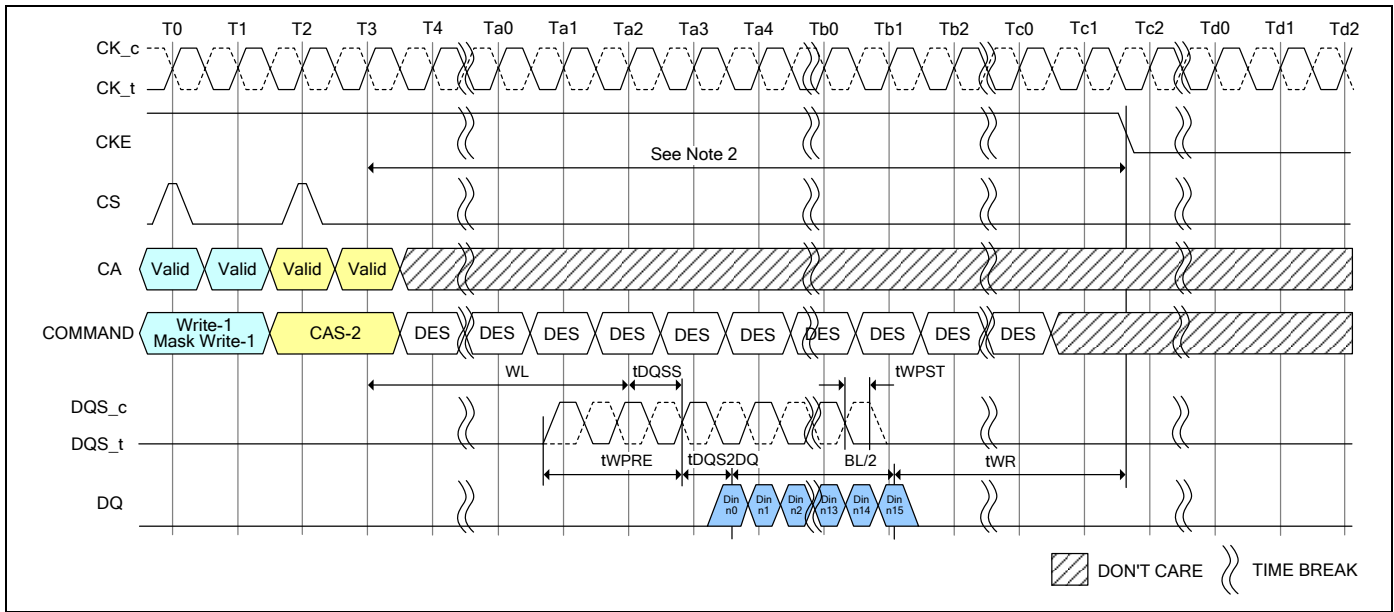 T0 T1 T2 T3 T4 Ta0 Ta1 Ta2 Ta3 Ta4 Tb0 Tb1 Tb2 Tc0 Tc1 Tc2 Td0 Td1 Td2
CK_c
CK_t
CKE
See Note 2
CS
CA Valid Valid Valid Valid
COMMAND Write-1 Mask Write-1 CAS-2 DES DES DES DES DES DES DES DES DES DES
WL tDQSS tWPST
DQS_c
DQS_t
tWPRE tDQS2DQ BL/2 tWR
DQ Din n0 Din n1 Din n2 Din n13 Din n14 Din n15
DON'T CARE TIME BREAK